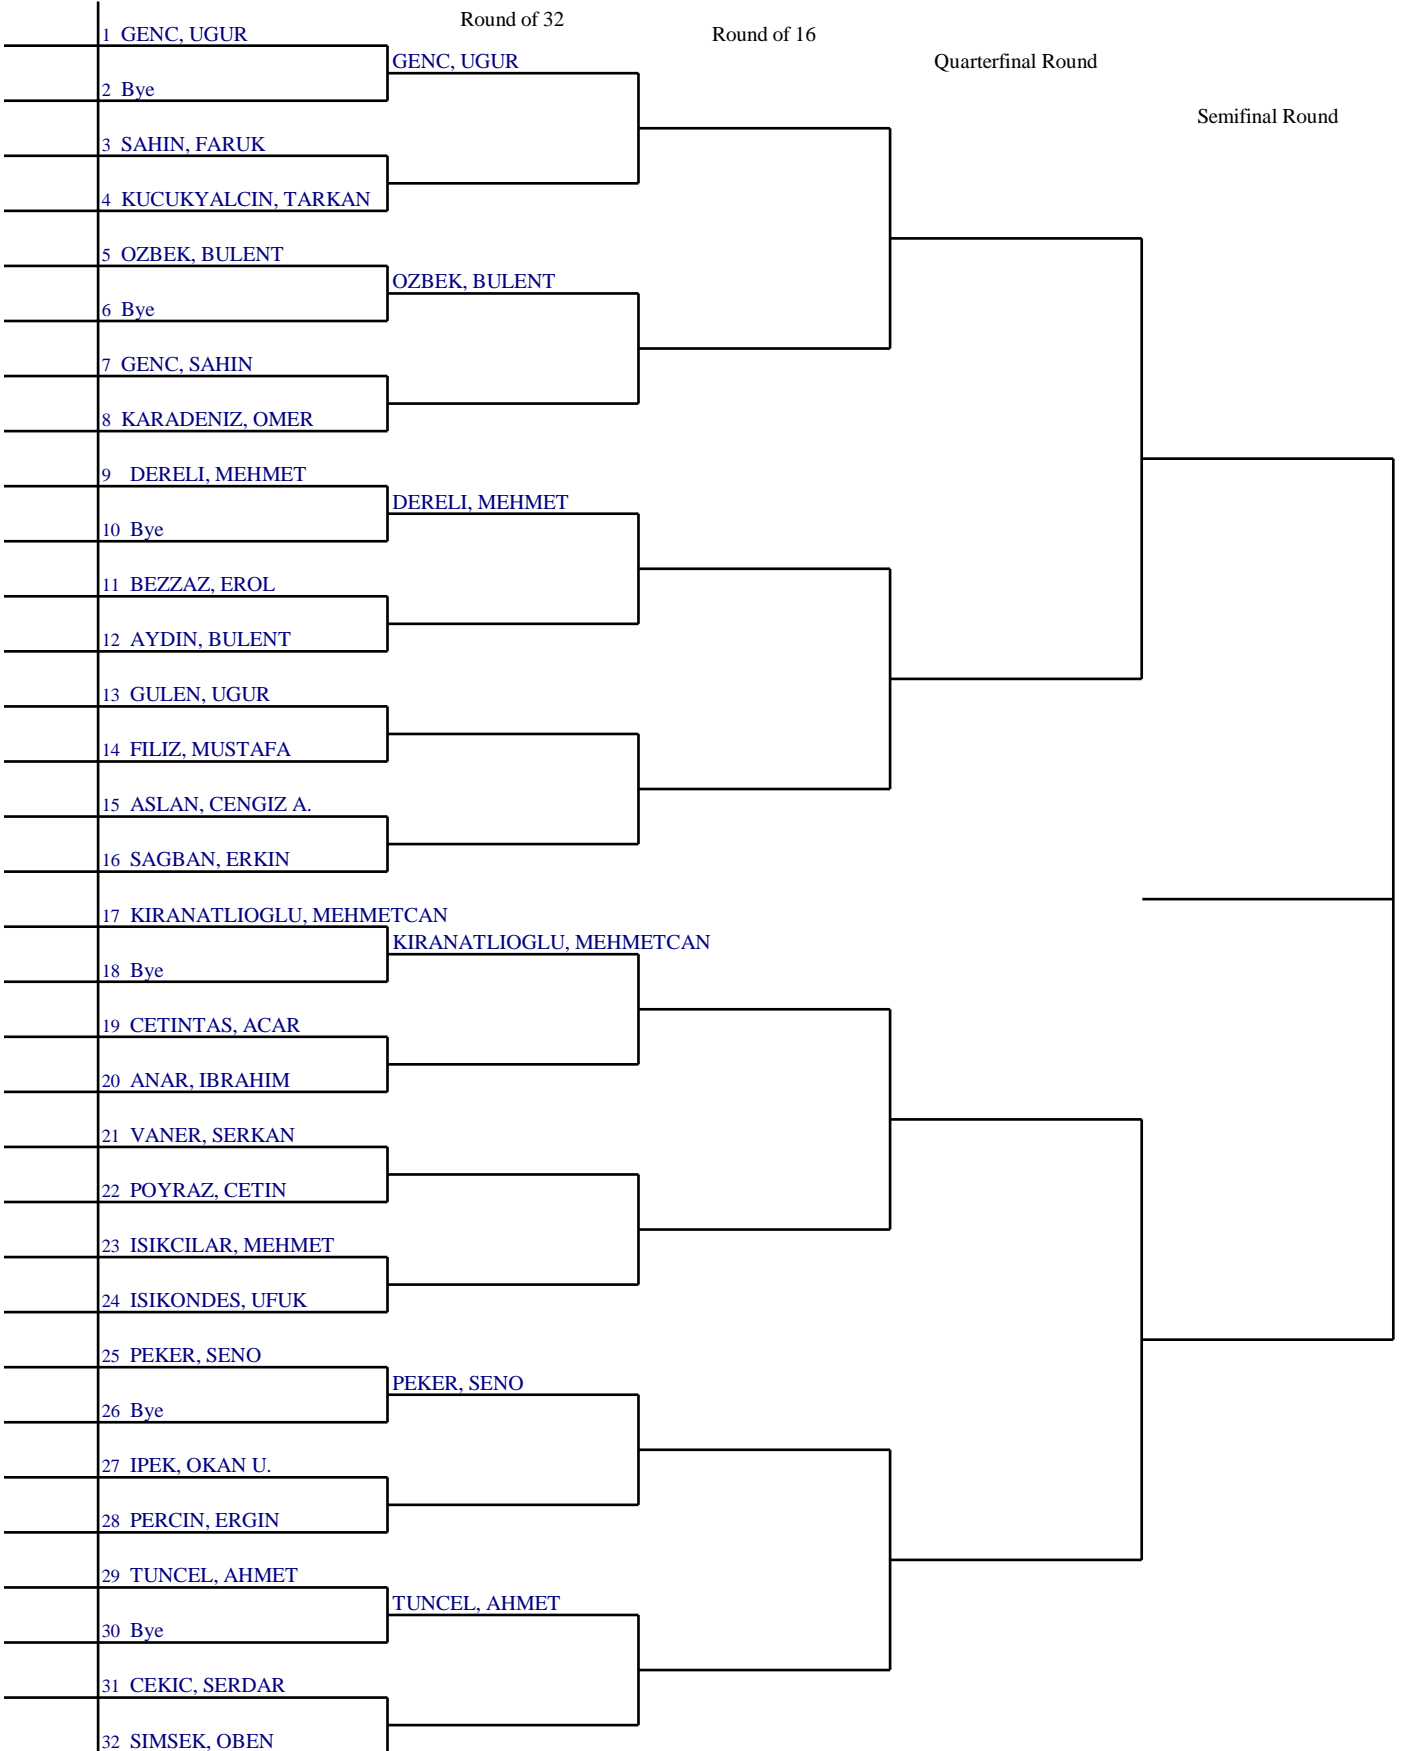 Round of 32
Round of 16
Quarterfinal Round
Semifinal Round
1 GENC, UGUR
GENC, UGUR
2 Bye
3 SAHIN, FARUK
4 KUCUKYALCIN, TARKAN
5 OZBEK, BULENT
OZBEK, BULENT
6 Bye
7 GENC, SAHIN
8 KARADENIZ, OMER
9 DERELI, MEHMET
DERELI, MEHMET
10 Bye
11 BEZZAZ, EROL
12 AYDIN, BULENT
13 GULEN, UGUR
14 FILIZ, MUSTAFA
15 ASLAN, CENGIZ A.
16 SAGBAN, ERKIN
17 KIRANATLIOGLU, MEHMETCAN
KIRANATLIOGLU, MEHMETCAN
18 Bye
19 CETINTAS, ACAR
20 ANAR, IBRAHIM
21 VANER, SERKAN
22 POYRAZ, CETIN
23 ISIKCILAR, MEHMET
24 ISIKONDES, UFUK
25 PEKER, SENO
PEKER, SENO
26 Bye
27 IPEK, OKAN U.
28 PERCIN, ERGIN
29 TUNCEL, AHMET
TUNCEL, AHMET
30 Bye
31 CEKIC, SERDAR
32 SIMSEK, OBEN